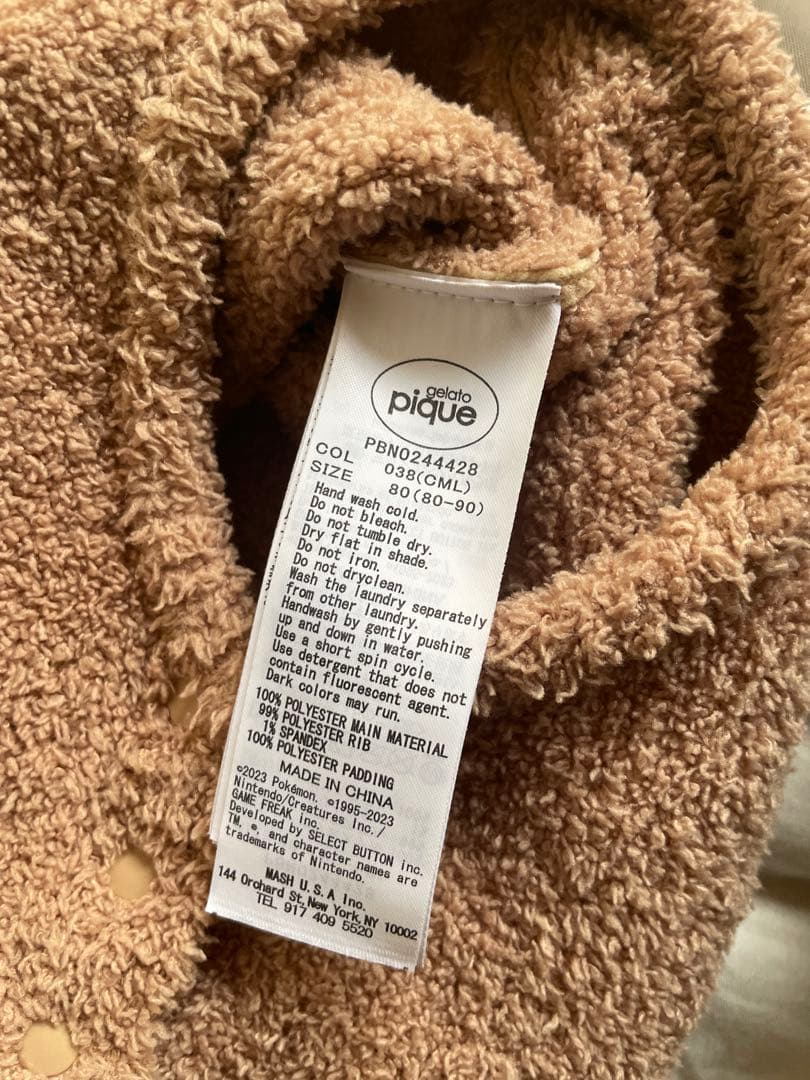 gelato
pique
PBN0244428
COL 038(CML)
SIZE 80(80-90)
Hand wash cold.
Do not bleach.
Do not tumble dry.
Dry flat in shade.
Do not iron.
Do not dryclean.
Wash the laundry separately
from other laundry.
Handwash by gently pushing
up and down in water.
Use a short spin cycle.
Use detergent that does not
contain fluorescent agent.
Dark colors may run.
100% POLYESTER MAIN MATERIAL
99% POLYESTER RIB
1% SPANDEX
100% POLYESTER PADDING
MADE IN CHINA
©2023 Pokémon. ©1995-2023
Nintendo/Creatures Inc./
GAME FREAK inc.
Developed by SELECT BUTTON inc.
TM, ®, and character names are
trademarks of Nintendo.
MASH U.S.A Inc.
144 Orchard St, New York, NY 10002
TEL 917 409 5520